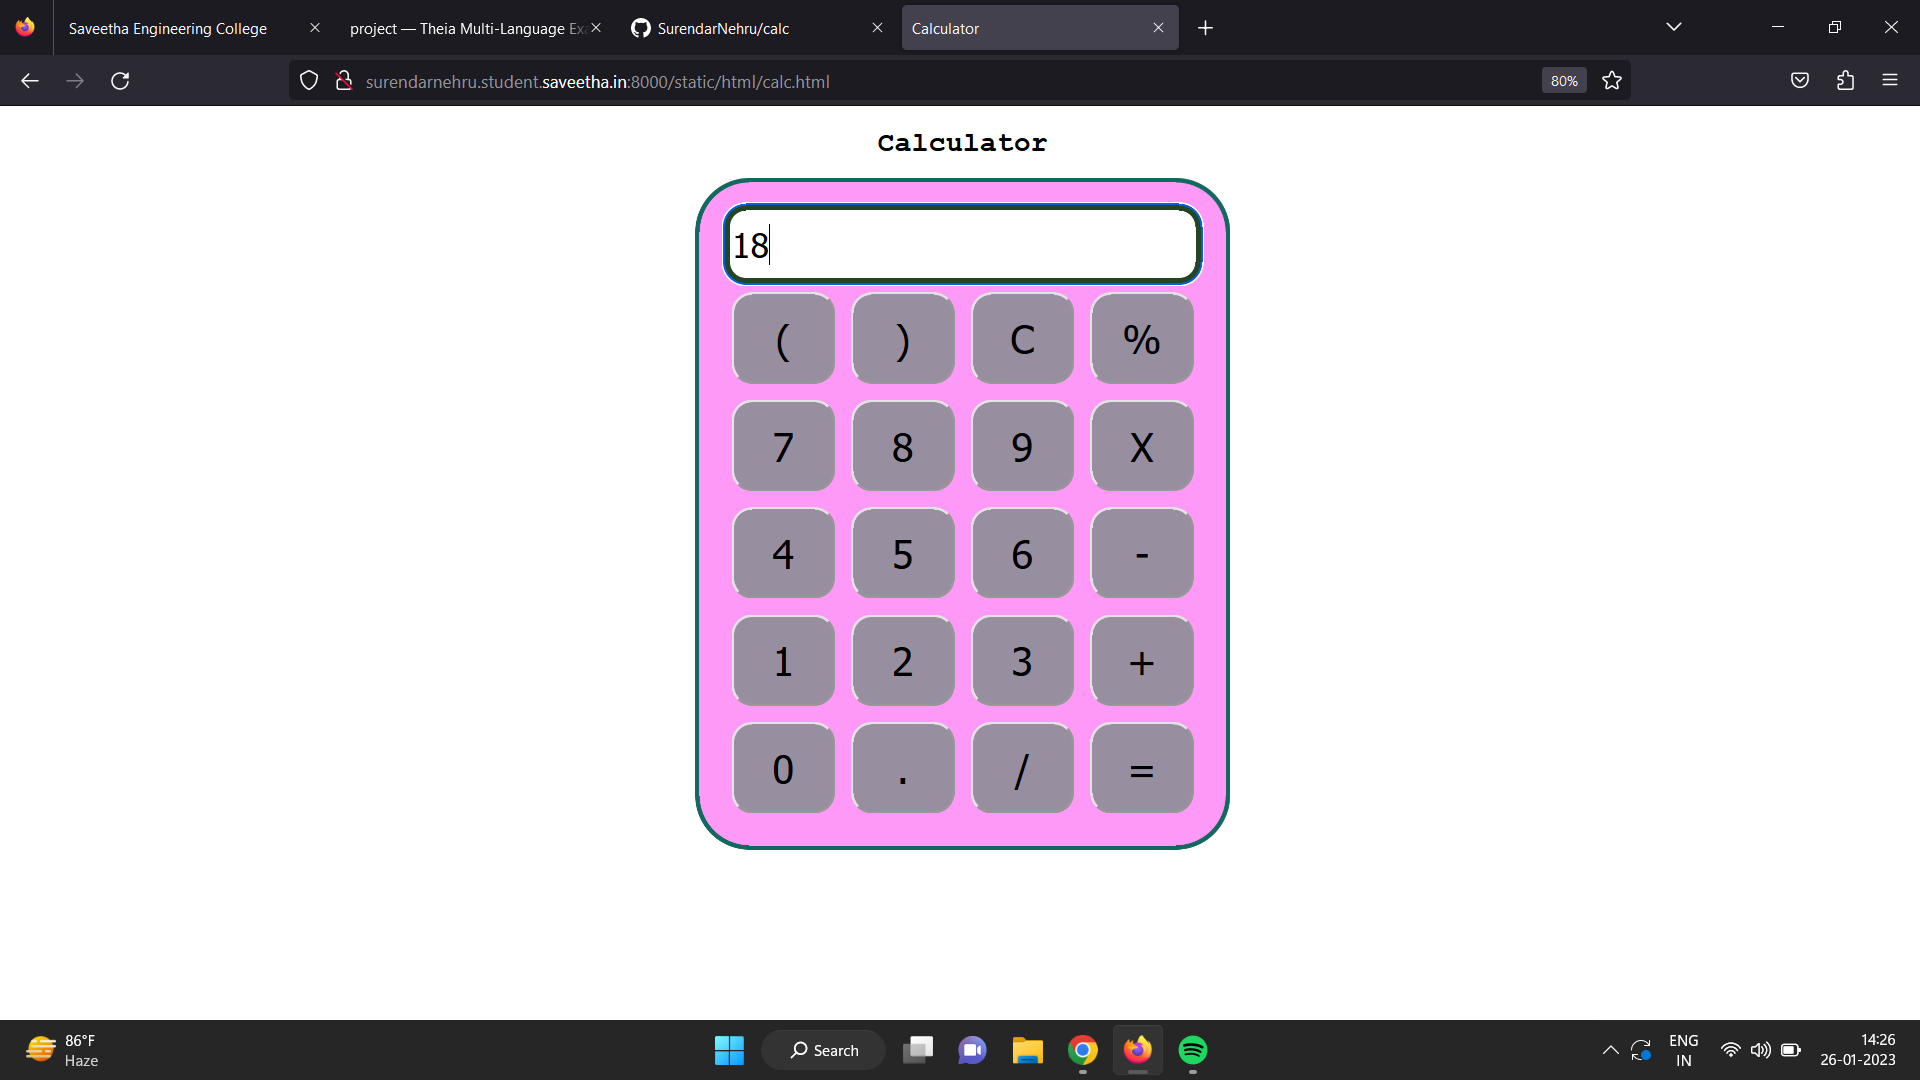 Saveetha Engineering College
project — Theia Multi-Language Ex
SurendarNehru/calc
Calculator
surendarnehru.student.saveetha.in:8000/static/html/calc.html
80%
Calculator
18
( ) C %
7 8 9 X
4 5 6 -
1 2 3 +
0 . / =
86°F
Haze
Search
ENG
IN
14:26
26-01-2023